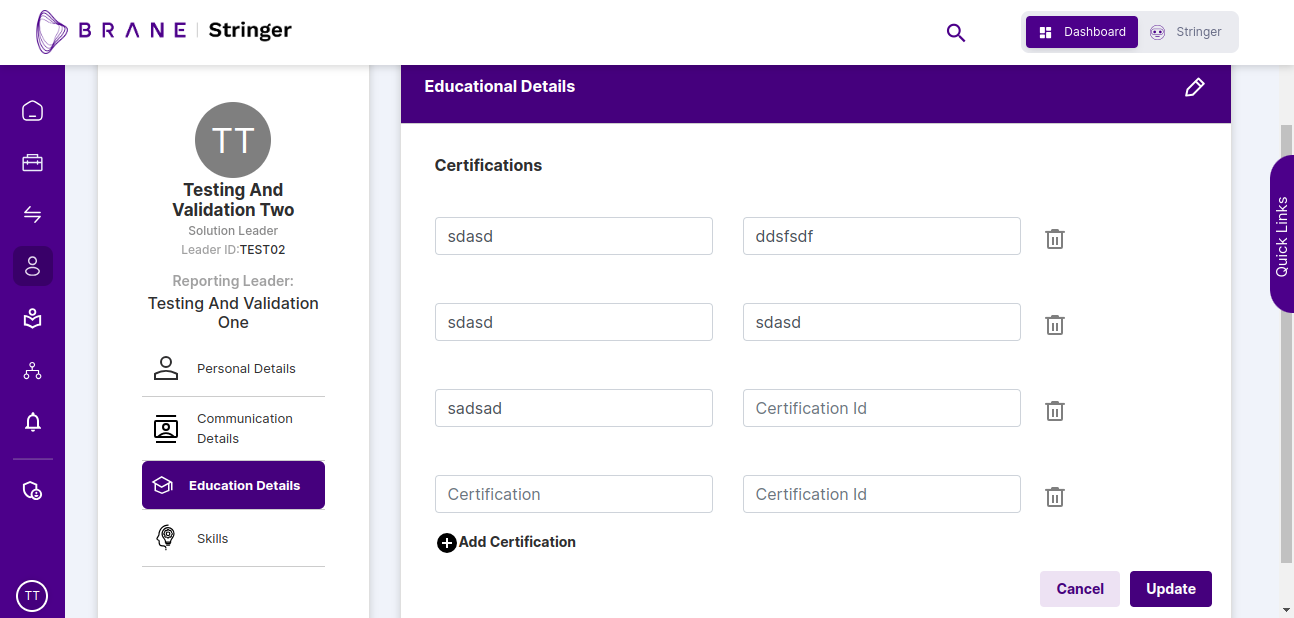 BRANE | Stringer
Dashboard
Stringer
TT
Testing And
Validation Two
Solution Leader
Leader ID:TEST02
Reporting Leader:
Testing And Validation
One
Personal Details
Communication
Details
Education Details
Skills
TT
Educational Details
Certifications
sdasd
ddsfsdf
sdasd
sdasd
sadsad
Certification Id
Certification
Certification Id
Add Certification
Cancel
Update
Quick Links